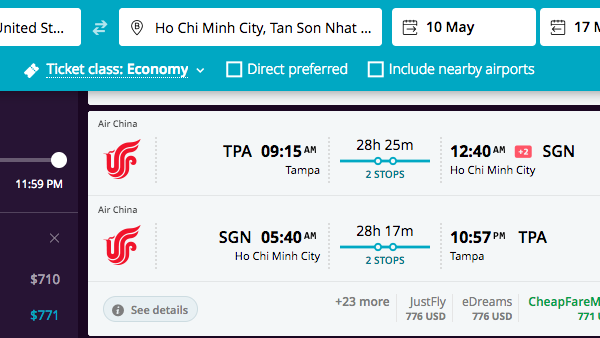 United St...
Ho Chi Minh City, Tan Son Nhat ...
10 May
17 M
Ticket class: Economy
Direct preferred
Include nearby airports
11:59 PM
$710
$771
Air China
TPA 09:15 AM
Tampa
28h 25m
2 STOPS
12:40 AM +2 SGN
Ho Chi Minh City
Air China
SGN 05:40 AM
Ho Chi Minh City
28h 17m
2 STOPS
10:57 PM TPA
Tampa
See details
+23 more
JustFly
776 USD
eDreams
776 USD
CheapFareM
771 U